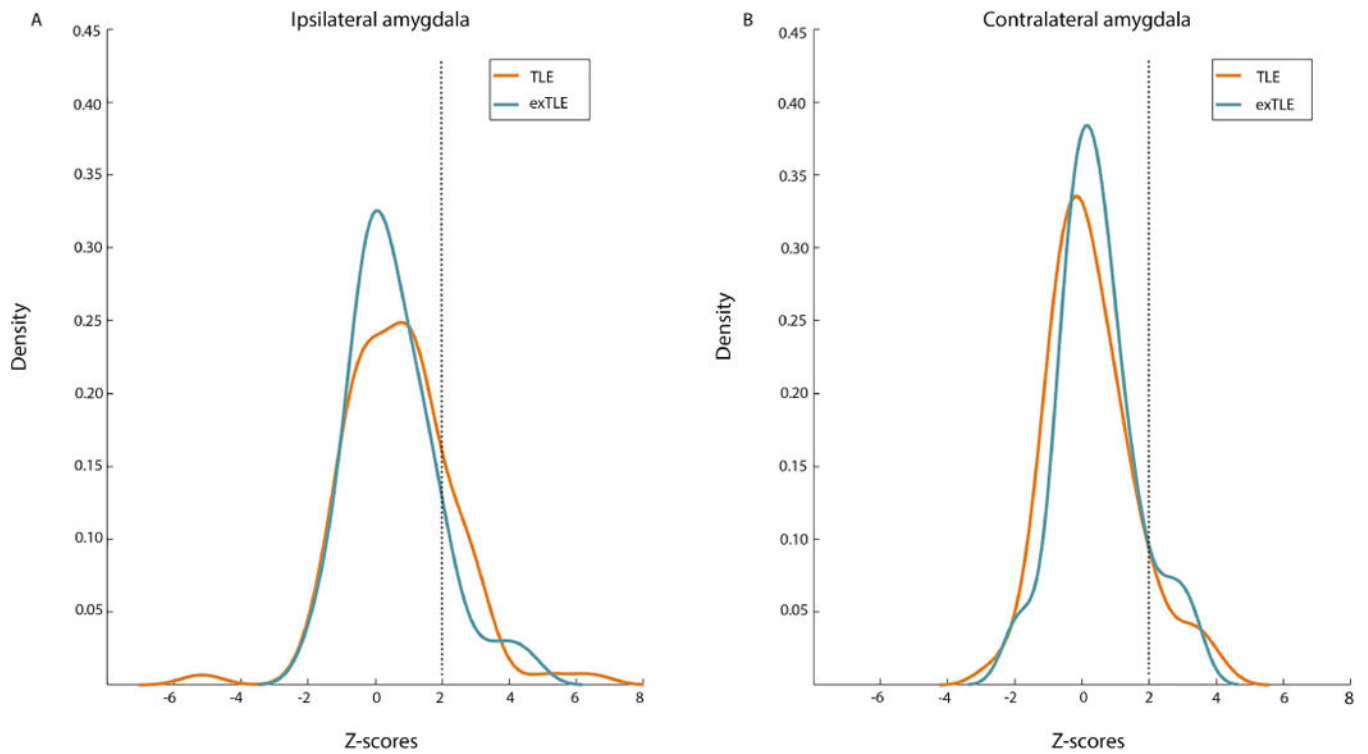 A
Ipsilateral amygdala
0.45
0.40
0.35
0.30
0.25
0.20
0.15
0.10
0.05
Density
TLE
exTLE
-6 -4 -2 0 2 4 6 8
Z-scores
B
Contralateral amygdala
0.45
0.40
0.35
0.30
0.25
0.20
0.15
0.10
0.05
Density
TLE
exTLE
-6 -4 -2 0 2 4 6 8
Z-scores